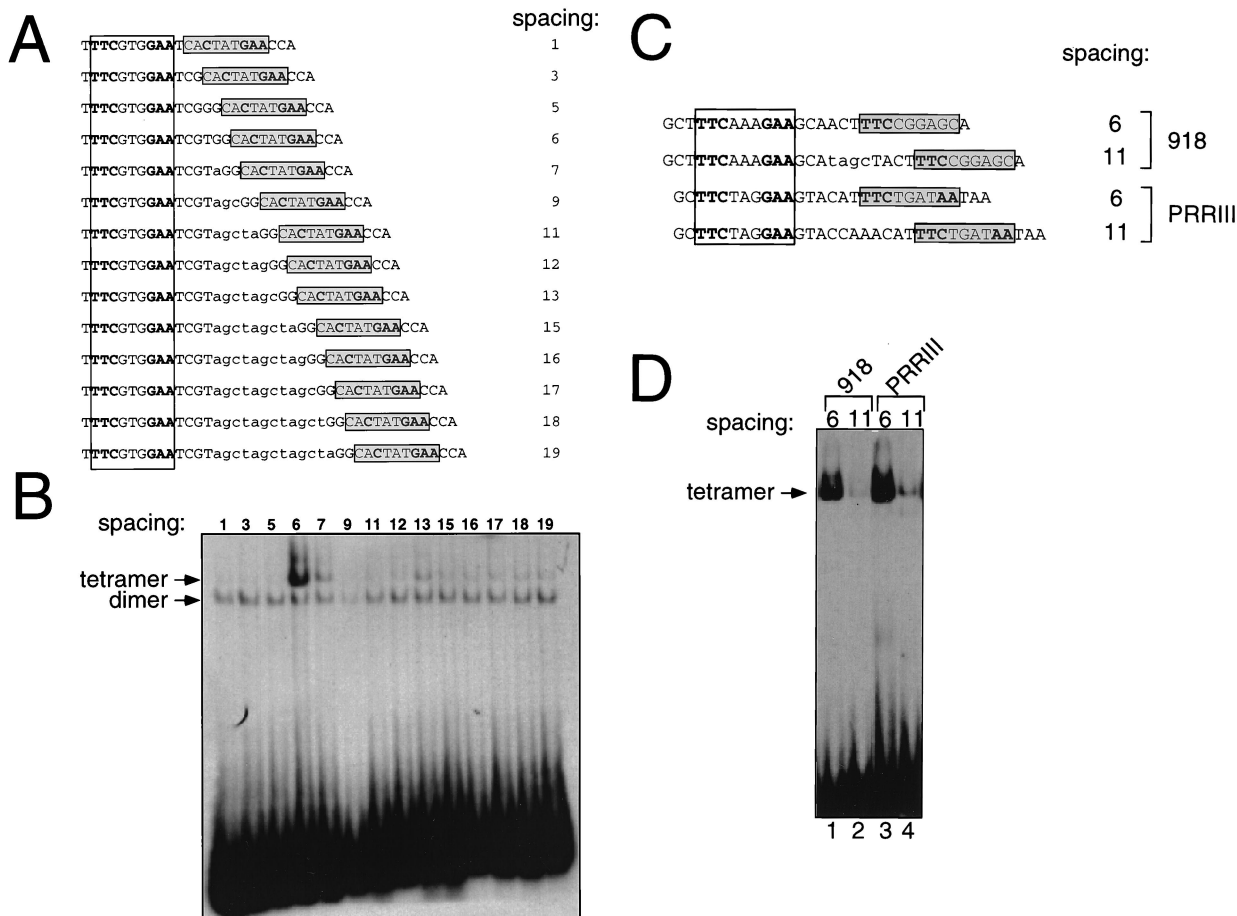 A
spacing:
TTTCGTGGAATCACTATGAACCA 1
TTTCGTGGAATCGCACTATGAACCA 3
TTTCGTGGAATCGGGCACTATGAACCA 5
TTTCGTGGAATCGTGGCACTATGAACCA 6
TTTCGTGGAATCGTaGGCACTATGAACCA 7
TTTCGTGGAATCGTagcGGCACTATGAACCA 9
TTTCGTGGAATCGTagctaGGCACTATGAACCA 11
TTTCGTGGAATCGTagctagGGCACTATGAACCA 12
TTTCGTGGAATCGTagctagcGGCACTATGAACCA 13
TTTCGTGGAATCGTagctagctaGGCACTATGAACCA 15
TTTCGTGGAATCGTagctagctagGGCACTATGAACCA 16
TTTCGTGGAATCGTagctagctagcGGCACTATGAACCA 17
TTTCGTGGAATCGTagctagctagctGGCACTATGAACCA 18
TTTCGTGGAATCGTagctagctagctaGGCACTATGAACCA 19
B
spacing: 1 3 5 6 7 9 11 12 13 15 16 17 18 19
tetramer
dimer
C
spacing:
GCTTTCAAAGAAGCAACTTTCCGGAGCA 6
GCTTTCAAAGAAGCAtagcTACTTTCCGGAGCA 11
918
GCTTCTAGGAAGTACATTTCTGATAATAA 6
GCTTCTAGGAAGTACCAAACATTTCTGATAATAA 11
PRRIII
D
918 PRRIII
spacing: 6 11 6 11
tetramer
1 2 3 4